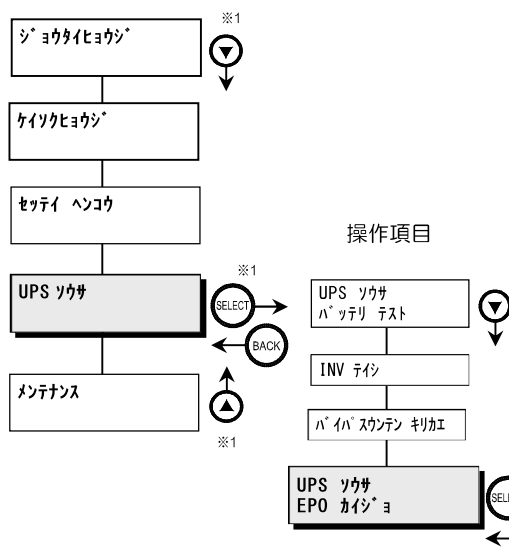 ※1
ｼﾞｮｳﾀｲﾋｮｳｼﾞ
ｹｲｿｸﾋｮｳｼﾞ
ｾｯﾃｲ ﾍﾝｺｳ
操作項目
※1
UPS ｿｳｻ
SELECT
BACK
UPS ｿｳｻ
ﾊﾞｯﾃﾘ ﾃｽﾄ
INV ﾃｲｼ
ﾒﾝﾃﾅﾝｽ
※1
ﾊﾞｲﾊﾟｽｳﾝﾃﾝ ｷﾘｶｴ
UPS ｿｳｻ
EPO ｶｲｼﾞｮ
SELE